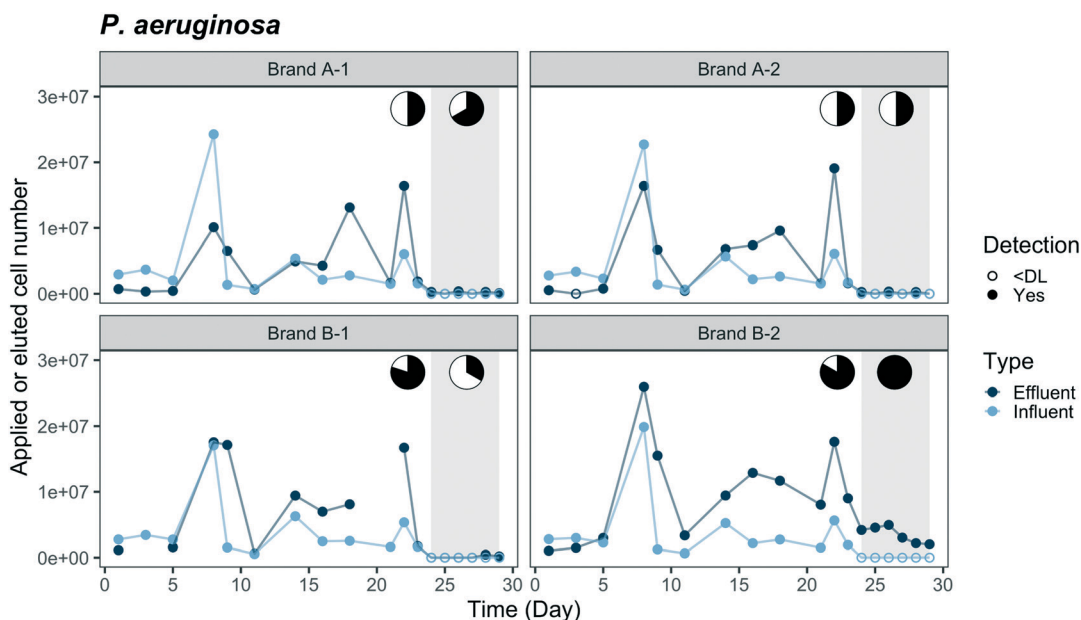 P. aeruginosa
Brand A-1
Brand A-2
3e+07
2e+07
1e+07
0e+00
Brand B-1
Brand B-2
3e+07
2e+07
1e+07
0e+00
0 5 10 15 20 25 30
0 5 10 15 20 25 30
Applied or eluted cell number
Time (Day)
Detection
<DL
Yes
Type
Effluent
Influent